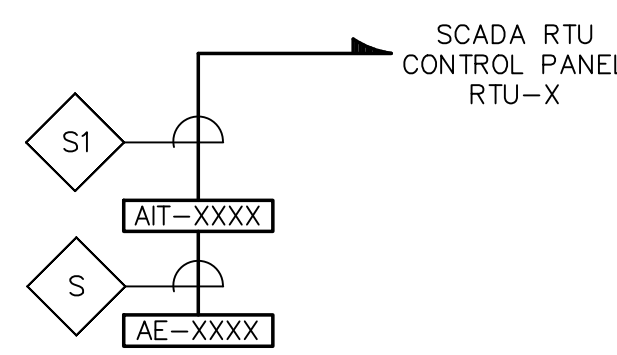 SCADA RTU
CONTROL PANEL
RTU-X
S1
AIT-XXXX
S
AE-XXXX